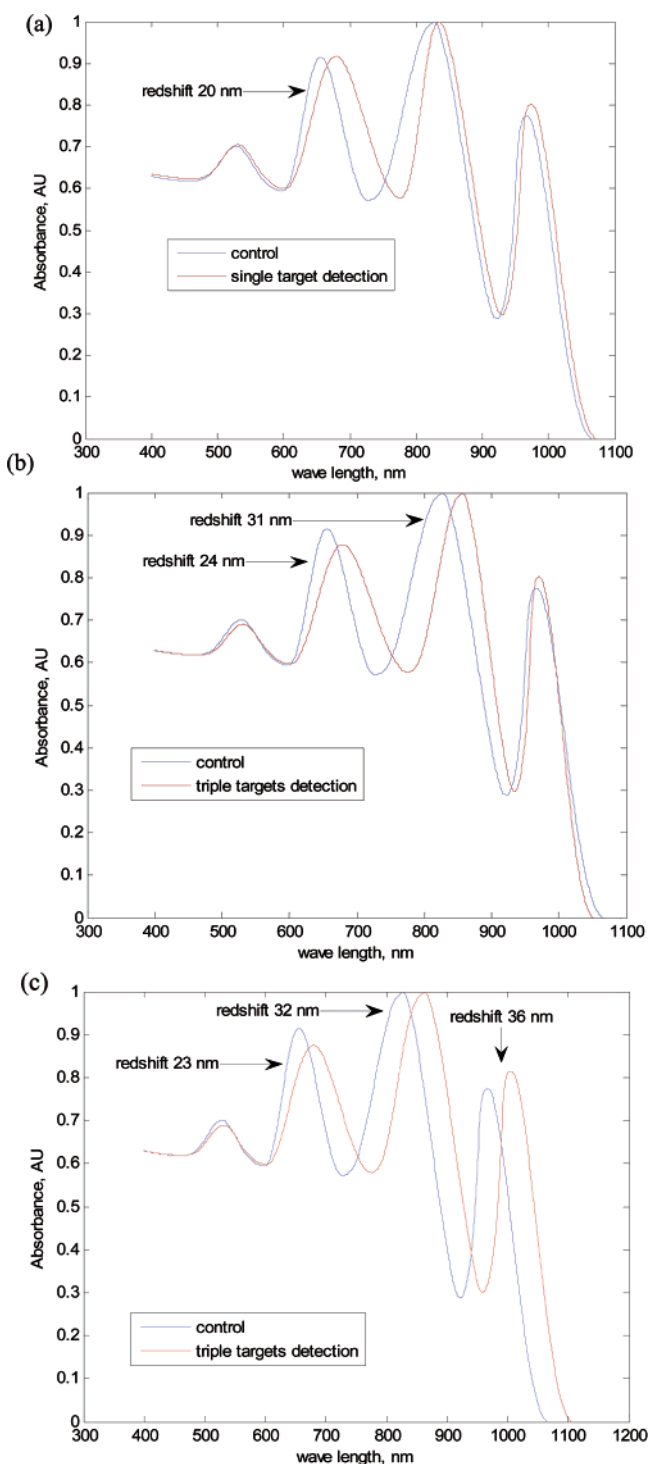 (a)
1
0.9
0.8
0.7
0.6
0.5
0.4
0.3
0.2
0.1
0
Absorbance, AU
redshift 20 nm
control
single target detection
300 400 500 600 700 800 900 1000 1100
wave length, nm
(b)
1
0.9
0.8
0.7
0.6
0.5
0.4
0.3
0.2
0.1
0
Absorbance, AU
redshift 31 nm
redshift 24 nm
control
triple targets detection
300 400 500 600 700 800 900 1000 1100
wave length, nm
(c)
1
0.9
0.8
0.7
0.6
0.5
0.4
0.3
0.2
0.1
0
Absorbance, AU
redshift 32 nm
redshift 36 nm
redshift 23 nm
control
triple targets detection
300 400 500 600 700 800 900 1000 1100 1200
wave length, nm